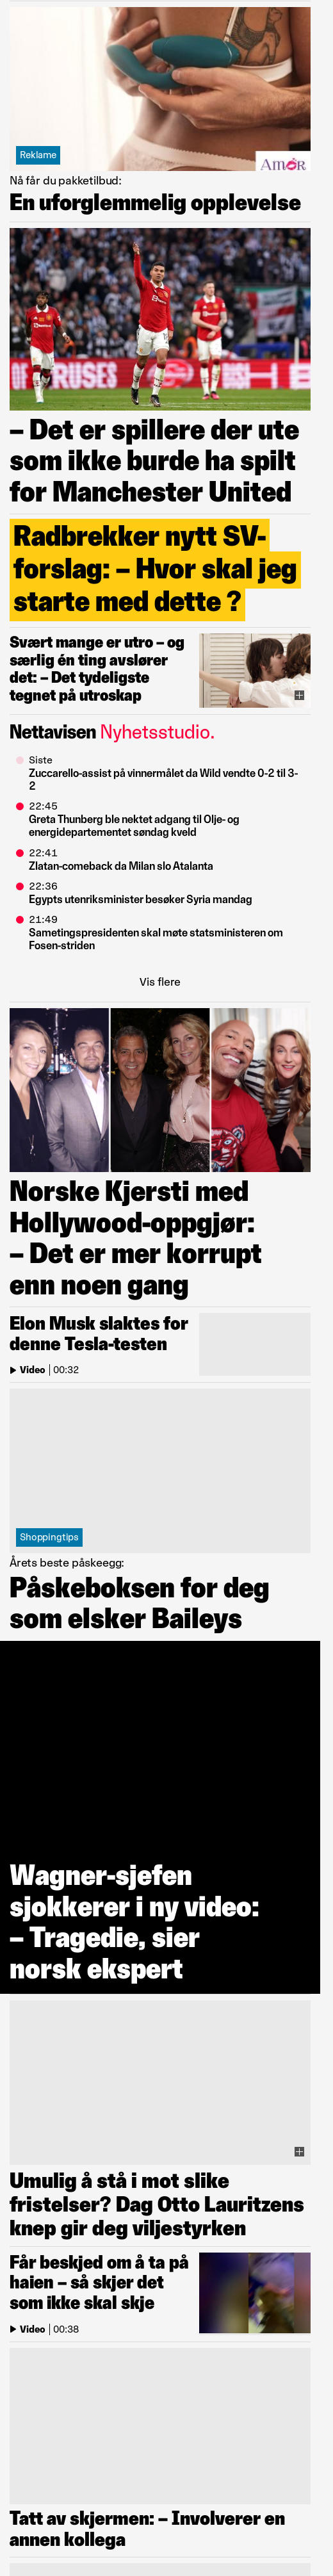 Reklame
AMOR
Nå får du pakketilbud:
En uforglemmelig opplevelse
– Det er spillere der ute
som ikke burde ha spilt
for Manchester United
Radbrekker nytt SV-
forslag: – Hvor skal jeg
starte med dette ?
Svært mange er utro – og
særlig én ting avslører
det: – Det tydeligste
tegnet på utroskap
Nettavisen Nyhetsstudio.
Siste
Zuccarello-assist på vinnermålet da Wild vendte 0-2 til 3-
2
22:45
Greta Thunberg ble nektet adgang til Olje- og
energidepartementet søndag kveld
22:41
Zlatan-comeback da Milan slo Atalanta
22:36
Egypts utenriksminister besøker Syria mandag
21:49
Sametingspresidenten skal møte statsministeren om
Fosen-striden
Vis flere
Norske Kjersti med
Hollywood-oppgjør:
– Det er mer korrupt
enn noen gang
Elon Musk slaktes for
denne Tesla-testen
Video | 00:32
Shoppingtips
Årets beste påskeegg:
Påskeboksen for deg
som elsker Baileys
Wagner-sjefen
sjokkerer i ny video:
– Tragedie, sier
norsk ekspert
Umulig å stå i mot slike
fristelser? Dag Otto Lauritzens
knep gir deg viljestyrken
Får beskjed om å ta på
haien – så skjer det
som ikke skal skje
Video | 00:38
Tatt av skjermen: – Involverer en
annen kollega